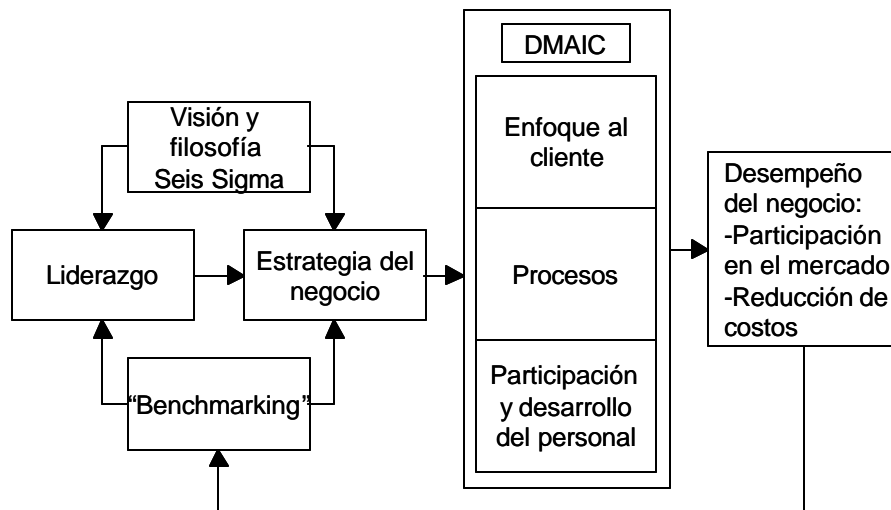 DMAIC
Visión y
filosofía
Seis Sigma
Enfoque al
cliente
Desempeño
del negocio:
-Participación
en el mercado
-Reducción de
costos
Liderazgo
Estrategia del
negocio
Procesos
“Benchmarking”
Participación
y desarrollo
del personal